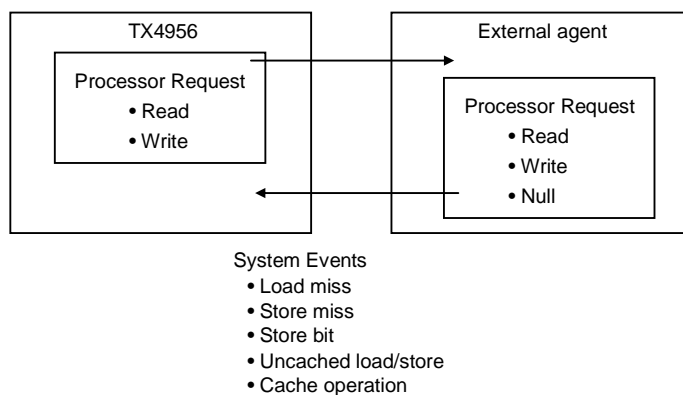 TX4956
Processor Request
• Read
• Write
External agent
Processor Request
• Read
• Write
• Null
System Events
• Load miss
• Store miss
• Store bit
• Uncached load/store
• Cache operation